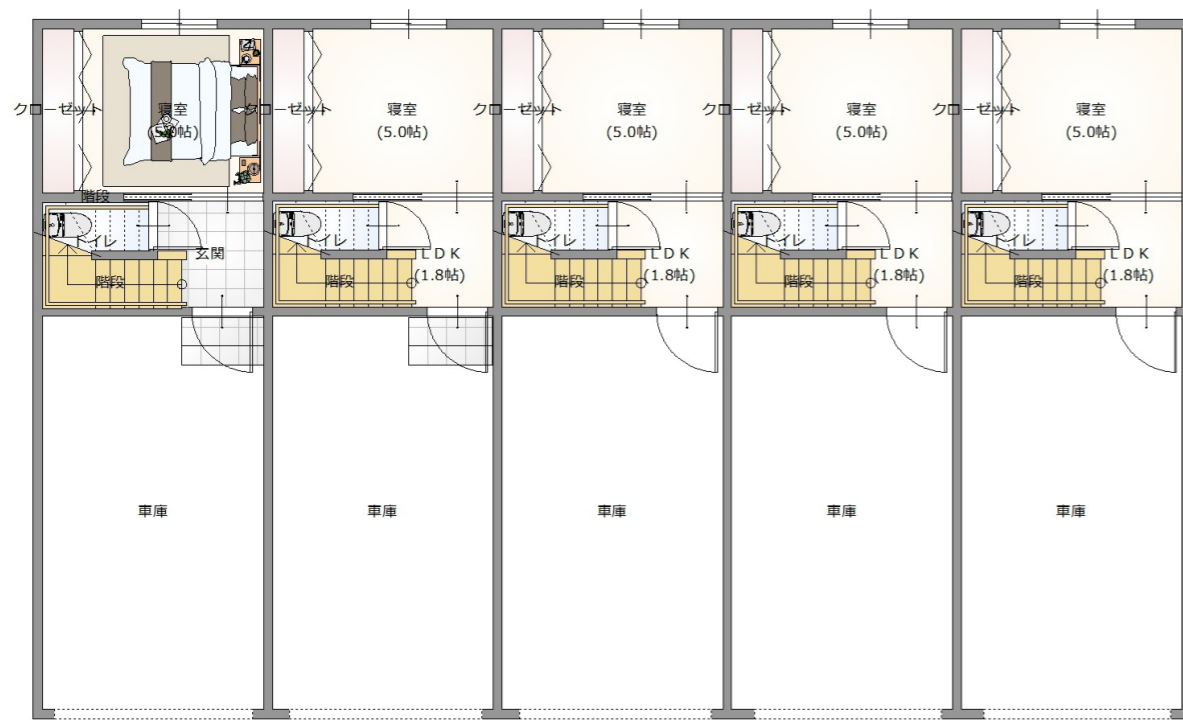 クローゼット
寝室
(5.0帖)
クローゼット
寝室
(5.0帖)
クローゼット
寝室
(5.0帖)
クローゼット
寝室
(5.0帖)
クローゼット
寝室
(5.0帖)
階段
トイレ
玄関
階段
トイレ
LDK
(1.8帖)
階段
トイレ
LDK
(1.8帖)
階段
トイレ
LDK
(1.8帖)
階段
トイレ
LDK
(1.8帖)
階段
車庫
車庫
車庫
車庫
車庫